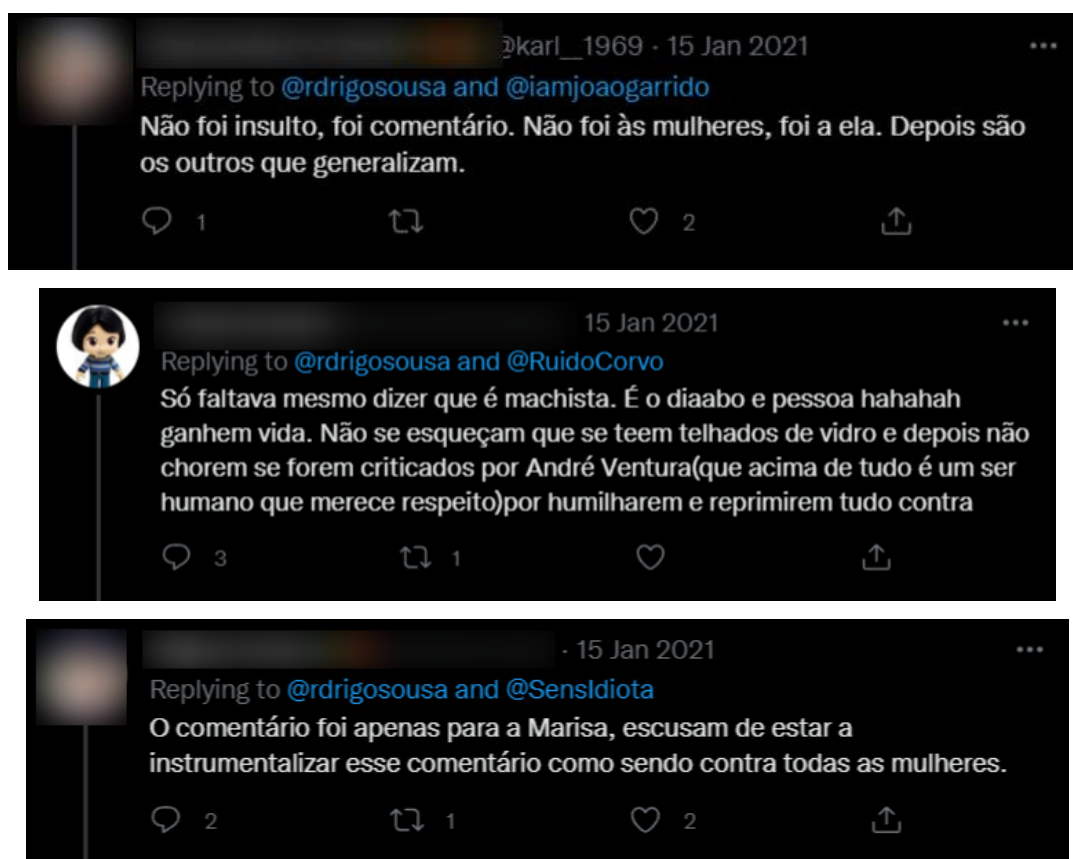 @karl__1969 · 15 Jan 2021
Replying to @rdrigosousa and @iamjoaogarrido
Não foi insulto, foi comentário. Não foi às mulheres, foi a ela. Depois são
os outros que generalizam.
1 2
15 Jan 2021
Replying to @rdrigosousa and @RuidoCorvo
Só faltava mesmo dizer que é machista. É o diaabo e pessoa hahahah
ganhem vida. Não se esqueçam que se teem telhados de vidro e depois não
chorem se forem criticados por André Ventura(que acima de tudo é um ser
humano que merece respeito)por humilharem e reprimirem tudo contra
3 1
· 15 Jan 2021
Replying to @rdrigosousa and @SensIdiota
O comentário foi apenas para a Marisa, escusam de estar a
instrumentalizar esse comentário como sendo contra todas as mulheres.
2 1 2